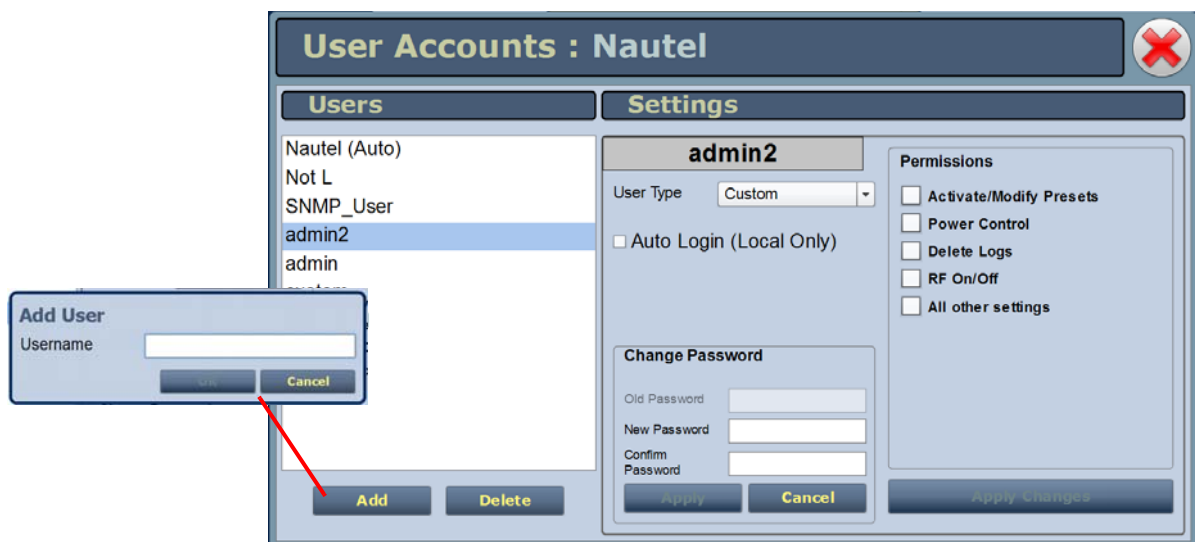 User Accounts : Nautel
Users
Nautel (Auto)
Not L
SNMP_User
admin2
admin
Add
Delete
Add User
Username
OK
Cancel
Settings
admin2
User Type
Custom
Auto Login (Local Only)
Change Password
Old Password
New Password
Confirm
Password
Apply
Cancel
Permissions
Activate/Modify Presets
Power Control
Delete Logs
RF On/Off
All other settings
Apply Changes